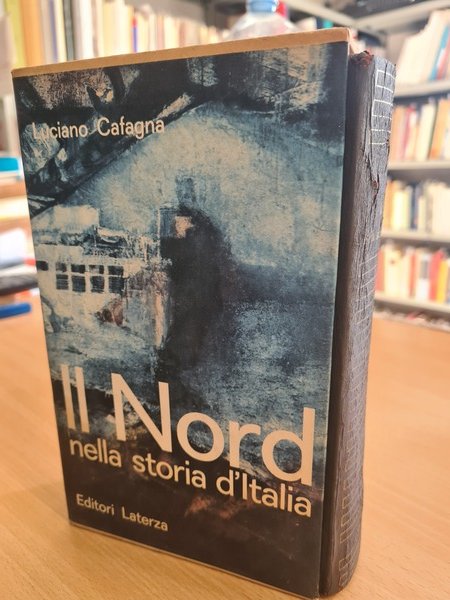 Luciano Cafagna
Il Nord
nella storia d'Italia
Editori Laterza